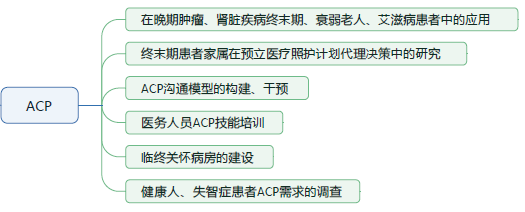 ACP
在晚期肿瘤、肾脏疾病终末期、衰弱老人、艾滋病患者中的应用
终末期患者家属在预立医疗照护计划代理决策中的研究
ACP沟通模型的构建、干预
医务人员ACP技能培训
临终关怀病房的建设
健康人、失智症患者ACP需求的调查